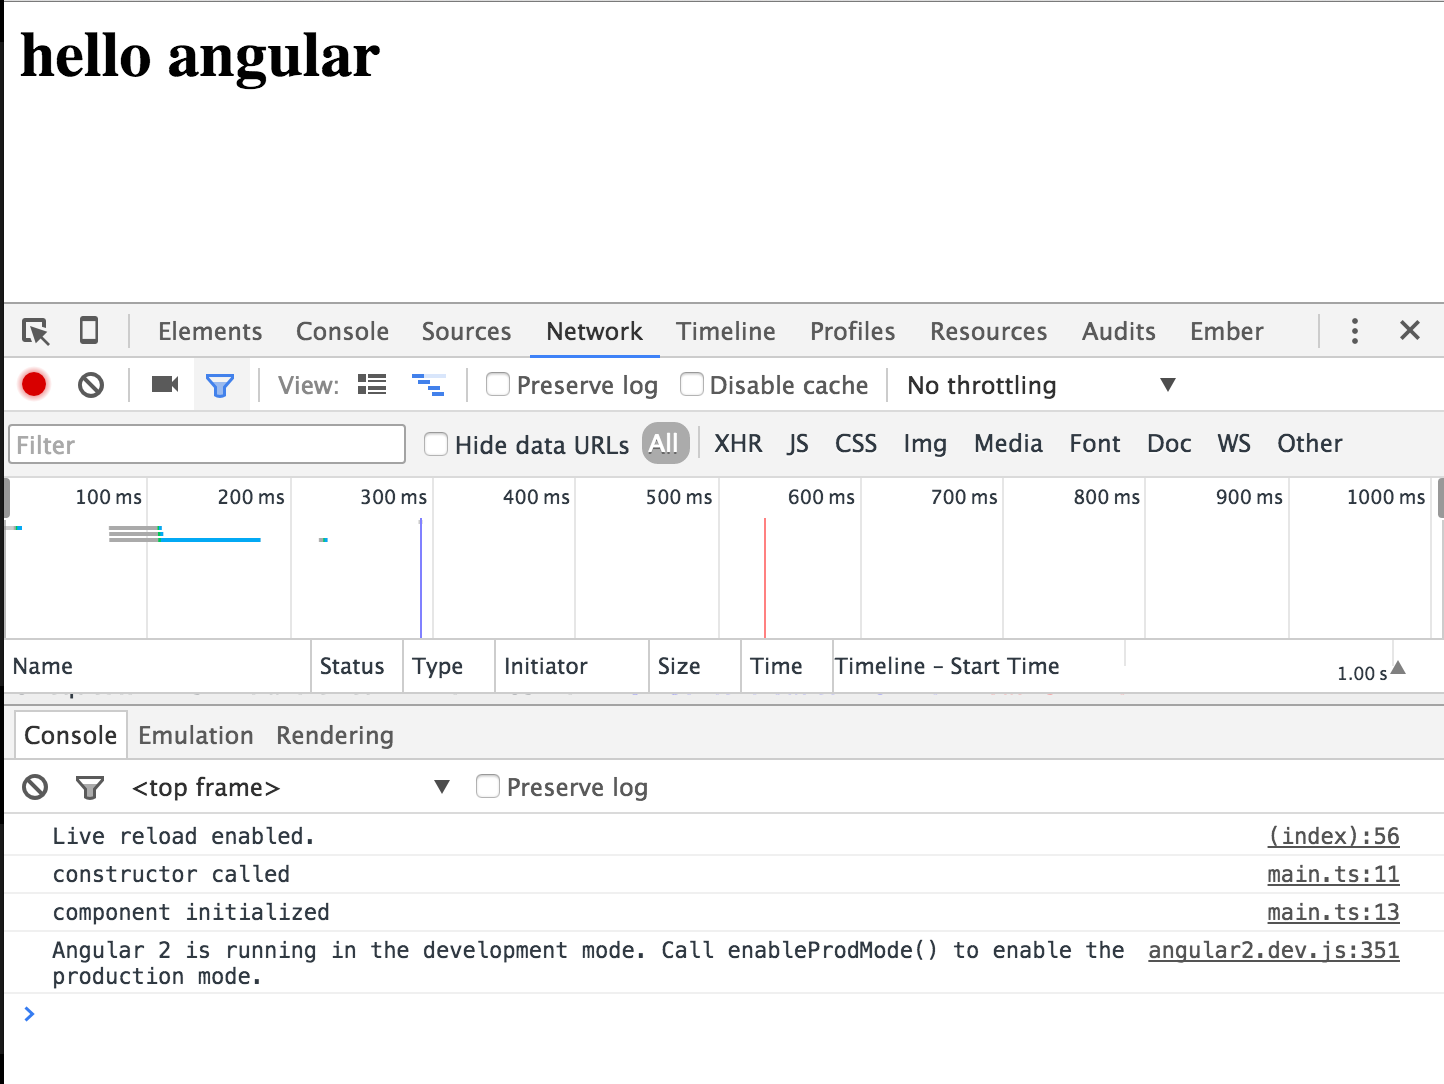 hello angular
Elements Console Sources Network Timeline Profiles Resources Audits Ember
View: Preserve log Disable cache No throttling
Filter Hide data URLs All XHR JS CSS Img Media Font Doc WS Other
100 ms 200 ms 300 ms 400 ms 500 ms 600 ms 700 ms 800 ms 900 ms 1000 ms
Name Status Type Initiator Size Time Timeline – Start Time 1.00 s
Console Emulation Rendering
<top frame> Preserve log
Live reload enabled. (index):56
constructor called main.ts:11
component initialized main.ts:13
Angular 2 is running in the development mode. Call enableProdMode() to enable the angular2.dev.js:351
production mode.